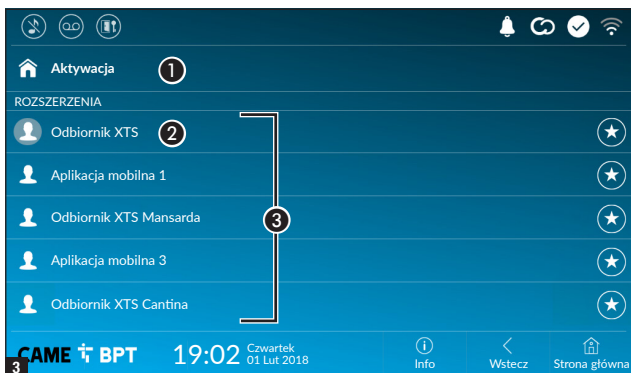 Aktywacja 1
ROZSZERZENIA
Odbiornik XTS 2
Aplikacja mobilna 1
Odbiornik XTS Mansarda 3
Aplikacja mobilna 3
Odbiornik XTS Cantina
CAME BPT 19:02 Czwartek
01 Lut 2018
Info Wstecz Strona główna
3